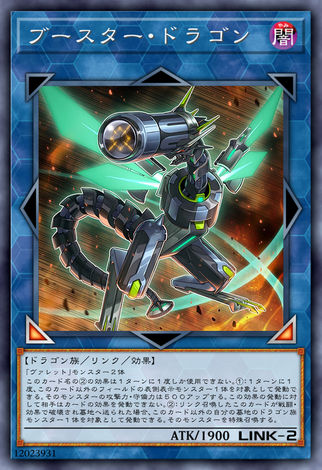 ブースター・ドラゴン
闇
【ドラゴン族／リンク／効果】
「ヴァレット」モンスター2体
このカード名の②の効果は1ターンに1度しか使用できない。①：1ターンに1
度、このカード以外のフィールドの表側表示モンスター1体を対象として発動で
きる。そのモンスターの攻撃力・守備力は500アップする。この効果の発動に対
して相手はカードの効果を発動できない。②：リンク召喚したこのカードが戦闘・
効果で破壊され墓地へ送られた場合、このカード以外の自分の墓地のドラゴン族
モンスター1体を対象として発動できる。そのモンスターを特殊召喚する。
ATK/1900 LINK-2
12023931